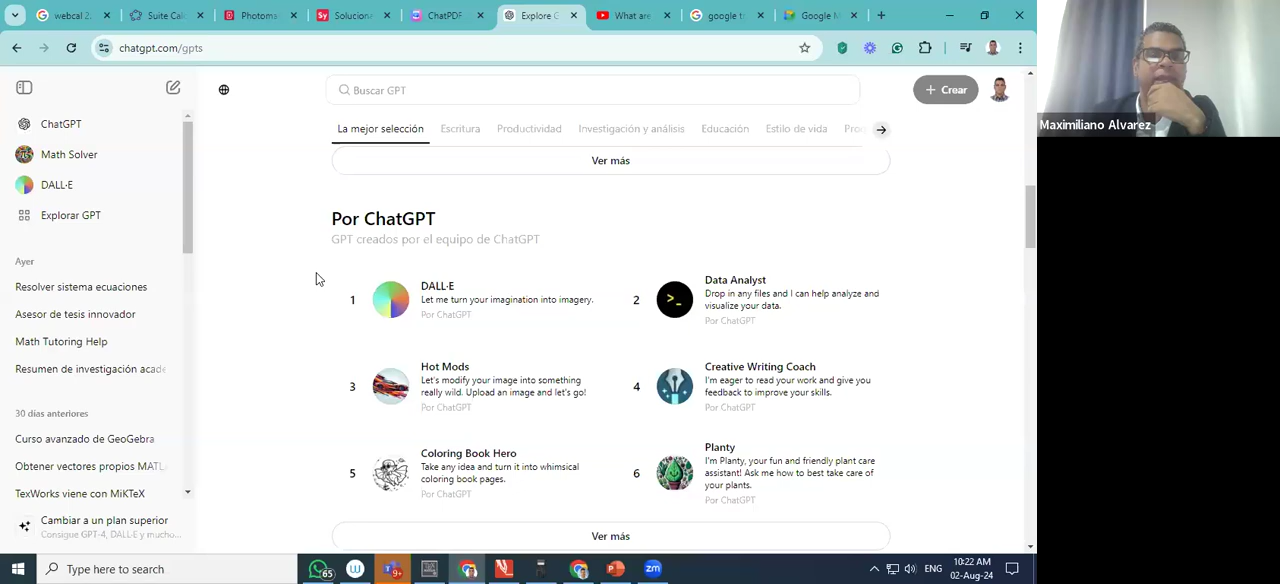 webcal 2.
Suite Cal
Photoma
Solucione
ChatPDF
Explore G
What are
google t
Google M
chatgpt.com/gpts
Buscar GPT
+ Crear
ChatGPT
Math Solver
DALL·E
Explorar GPT
Ayer
Resolver sistema ecuaciones
Asesor de tesis innovador
Math Tutoring Help
Resumen de investigación acade
30 días anteriores
Curso avanzado de GeoGebra
Obtener vectores propios MATL
TexWorks viene con MiKTeX
Cambiar a un plan superior
Consigue GPT-4, DALL·E y mucho...
La mejor selección Escritura Productividad Investigación y análisis Educación Estilo de vida Pro
Ver más
Por ChatGPT
GPT creados por el equipo de ChatGPT
1
DALL·E
Let me turn your imagination into imagery.
Por ChatGPT
2
Data Analyst
Drop in any files and I can help analyze and
visualize your data.
Por ChatGPT
3
Hot Mods
Let's modify your image into something
really wild. Upload an image and let's go!
Por ChatGPT
4
Creative Writing Coach
I'm eager to read your work and give you
feedback to improve your skills.
Por ChatGPT
5
Coloring Book Hero
Take any idea and turn it into whimsical
coloring book pages.
Por ChatGPT
6
Planty
I'm Planty, your fun and friendly plant care
assistant! Ask me how to best take care of
your plants.
Por ChatGPT
Ver más
Maximiliano Alvarez
Type here to search
65
9+
zm
ENG
10:22 AM
02-Aug-24